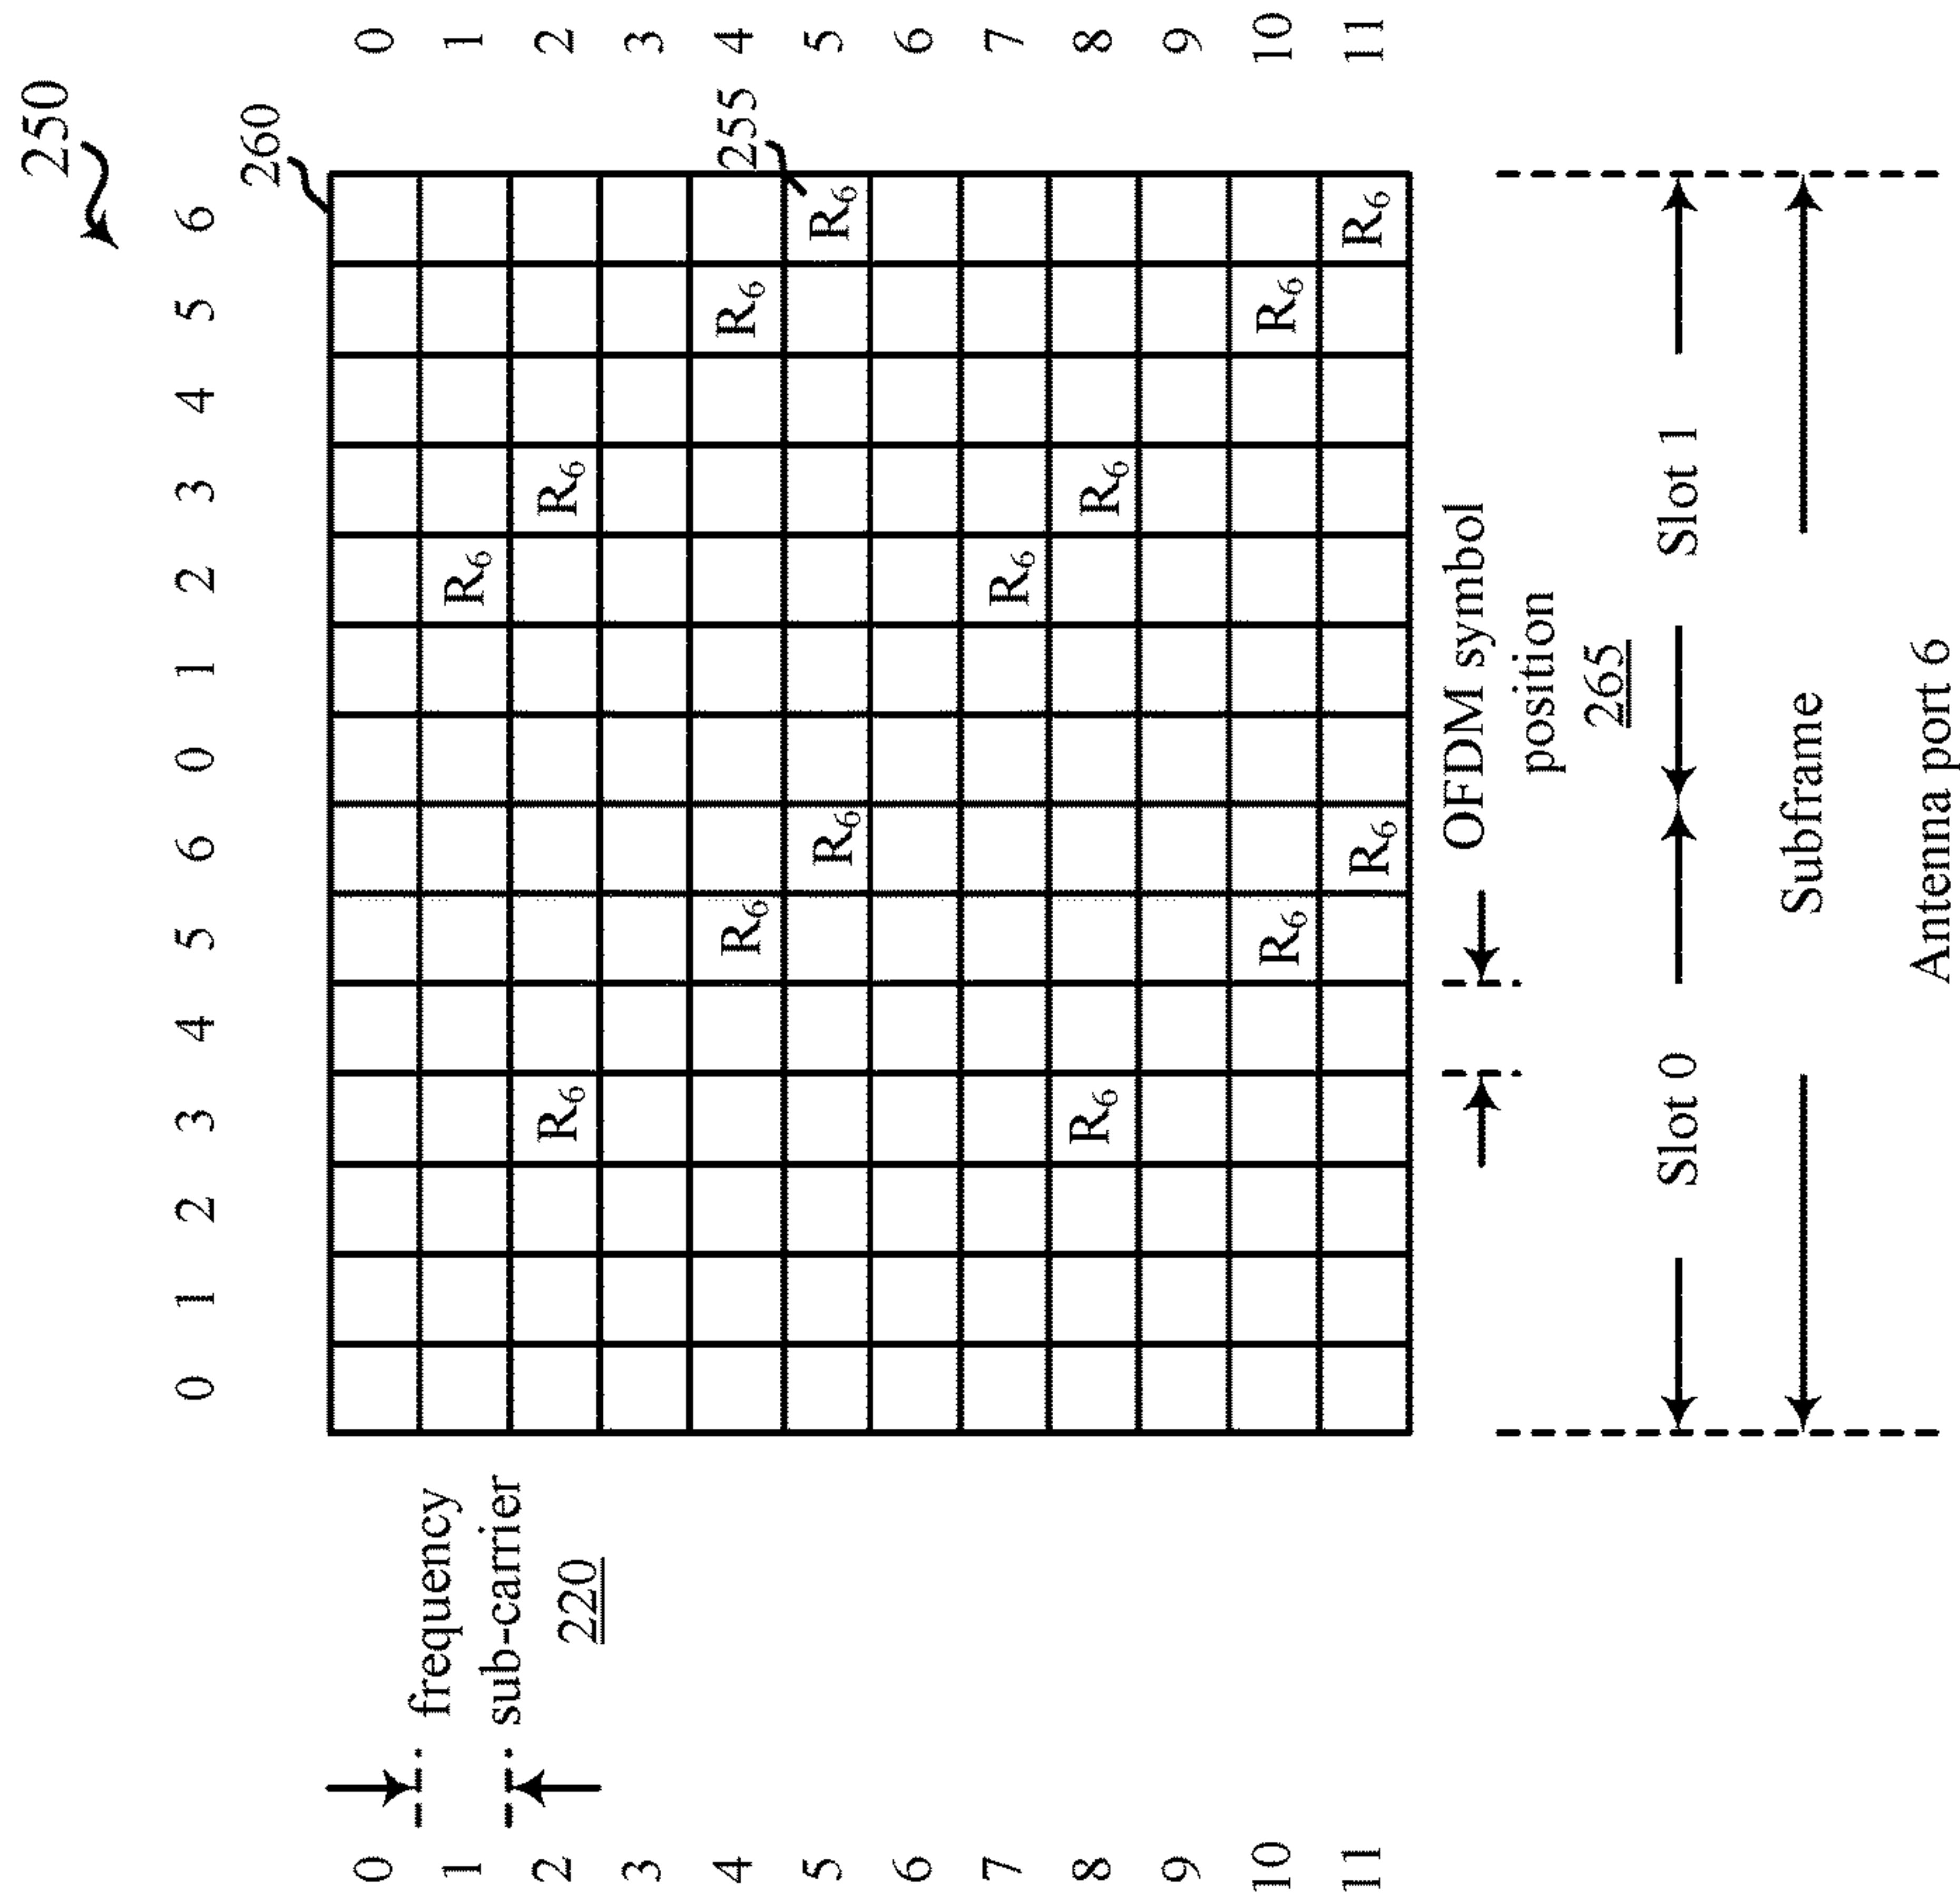 250
0 1 2 3 4 5 6 0 1 2 3 4 5 6
260
0 0
1 frequency R6 1
2 sub-carrier R6 R6 2
220
3 3
4 R6 R6 255 4
5 R6 R6 5
6 6
7 R6 7
8 R6 R6 8
9 9
10 R6 R6 10
11 R6 R6 11
OFDM symbol
position
265
Slot 0 Slot 1
Subframe
Antenna port 6